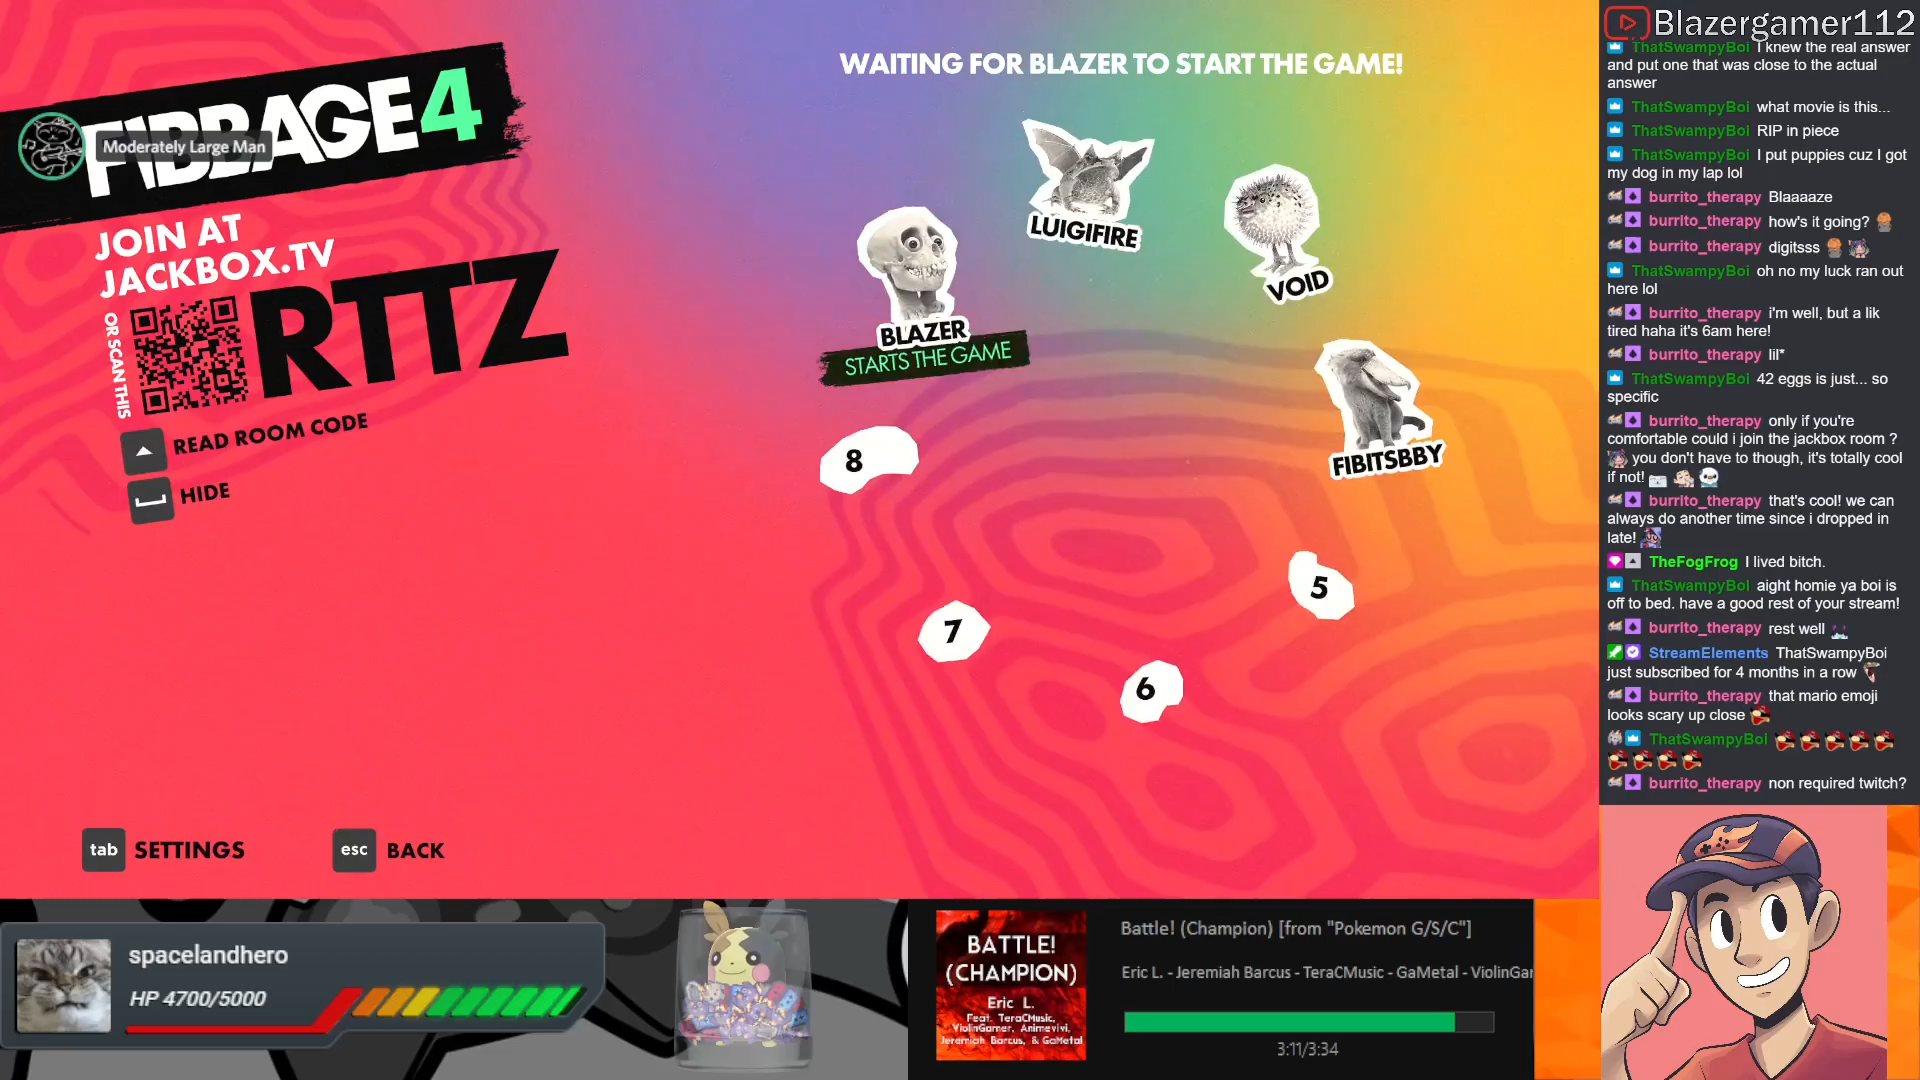 FIBBAGE 4
Moderately Large Man
JOIN AT
JACKBOX.TV
OR SCAN THIS
RTTZ
READ ROOM CODE
HIDE
WAITING FOR BLAZER TO START THE GAME!
BLAZER
STARTS THE GAME
LUIGIFIRE
VOID
FIBITSBBY
5
6
7
8
tab SETTINGS
esc BACK
Blazergamer112
ThatSwampyBoi I knew the real answer
and put one that was close to the actual
answer
ThatSwampyBoi what movie is this...
ThatSwampyBoi RIP in piece
ThatSwampyBoi I put puppies cuz I got
my dog in my lap lol
burrito_therapy Blaaaaze
burrito_therapy how's it going?
burrito_therapy digitsss
ThatSwampyBoi oh no my luck ran out
here lol
burrito_therapy i'm well, but a lik
tired haha it's 6am here!
burrito_therapy lil*
ThatSwampyBoi 42 eggs is just... so
specific
burrito_therapy only if you're
comfortable could i join the jackbox room ?
you don't have to though, it's totally cool
if not!
burrito_therapy that's cool! we can
always do another time since i dropped in
late!
TheFogFrog I lived bitch.
ThatSwampyBoi aight homie ya boi is
off to bed. have a good rest of your stream!
burrito_therapy rest well
StreamElements ThatSwampyBoi
just subscribed for 4 months in a row
burrito_therapy that mario emoji
looks scary up close
ThatSwampyBoi
burrito_therapy non required twitch?
spacelandhero
HP 4700/5000
BATTLE!
(CHAMPION)
Eric L.
Feat. TeraCMusic,
ViolinGamer, Animevivi,
Jeremiah Barcus, & GaMetal
Battle! (Champion) [from "Pokemon G/S/C"]
Eric L. - Jeremiah Barcus - TeraCMusic - GaMetal - ViolinGar
3:11/3:34